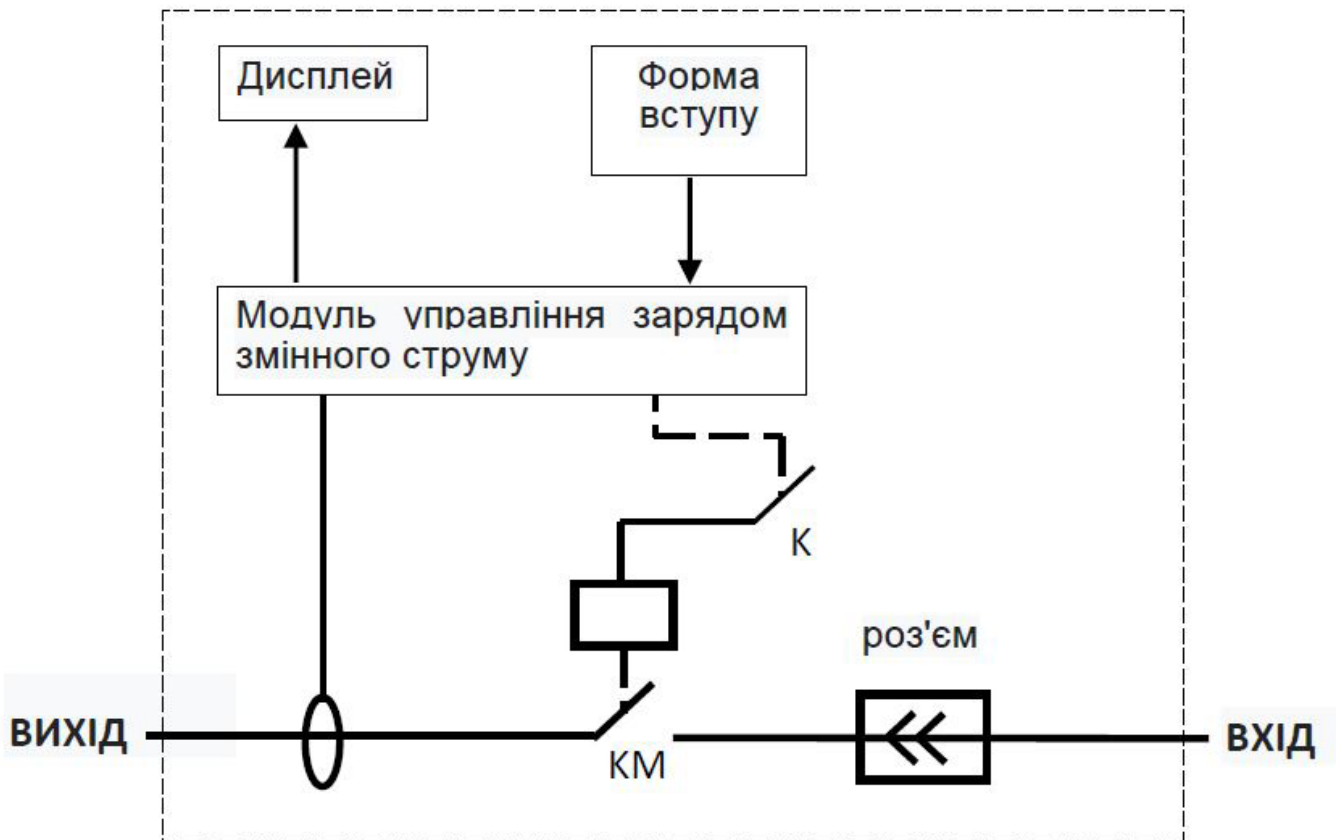 Дисплей
Форма
вступу
Модуль управління зарядом
змінного струму
К
роз'єм
ВИХІД
КМ
ВХІД